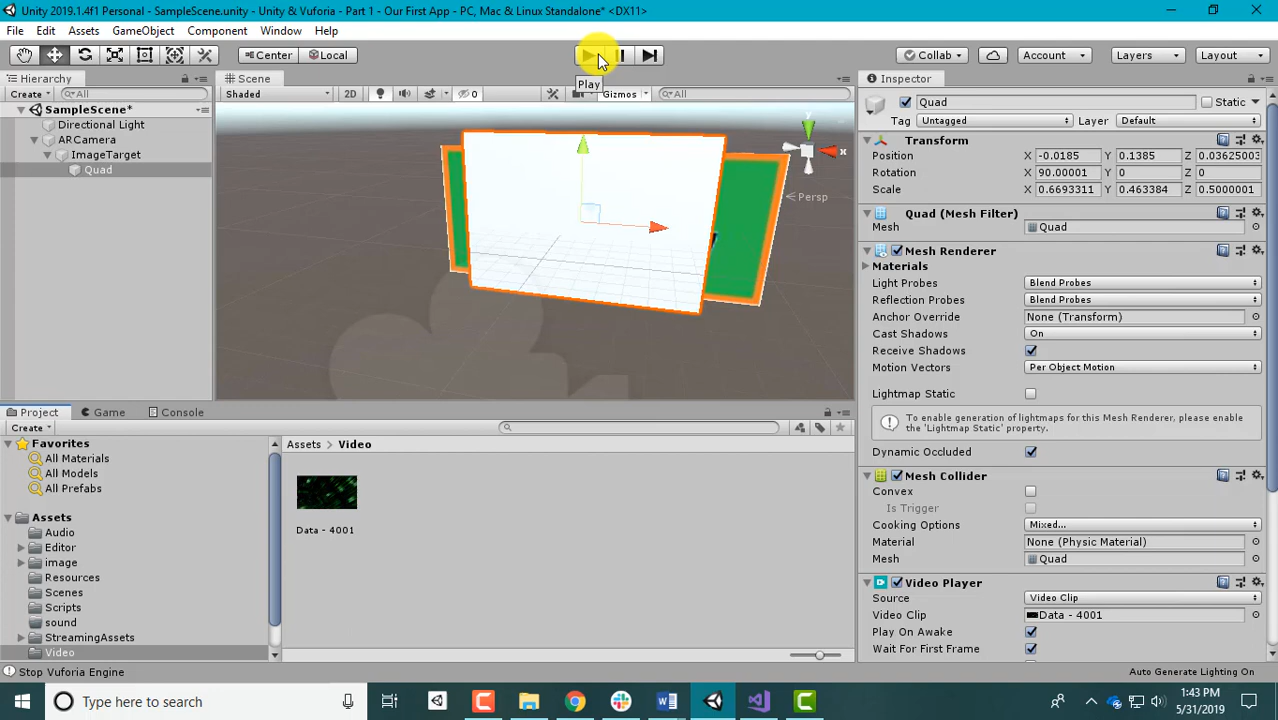 Unity 2019.1.4f1 Personal - SampleScene.unity - Unity & Vuforia - Part 1 - Our First App - PC, Mac & Linux Standalone* <DX11>
File Edit Assets GameObject Component Window Help
Center Local Collab Account Layers Layout
Play
Hierarchy Scene Inspector
Create All Shaded 2D 0 Gizmos All
SampleScene*
Directional Light
ARCamera
ImageTarget
Quad
y
x
Persp
Quad Static
Tag Untagged Layer Default
Transform
Position X -0.0185 Y 0.1385 Z 0.03625003
Rotation X 90.00001 Y 0 Z 0
Scale X 0.6693311 Y 0.463384 Z 0.5000001
Quad (Mesh Filter)
Mesh Quad
Mesh Renderer
Materials
Light Probes Blend Probes
Reflection Probes Blend Probes
Anchor Override None (Transform)
Cast Shadows On
Receive Shadows
Motion Vectors Per Object Motion
Lightmap Static
To enable generation of lightmaps for this Mesh Renderer, please enable
the 'Lightmap Static' property.
Dynamic Occluded
Mesh Collider
Convex
Is Trigger
Cooking Options Mixed...
Material None (Physic Material)
Mesh Quad
Video Player
Source Video Clip
Video Clip Data - 4001
Play On Awake
Wait For First Frame
Project Game Console
Create
Favorites
All Materials
All Models
All Prefabs
Assets
Audio
Editor
image
Resources
Scenes
Scripts
sound
StreamingAssets
Video
Assets Video
Data - 4001
Stop Vuforia Engine Auto Generate Lighting On
Type here to search
1:43 PM
5/31/2019